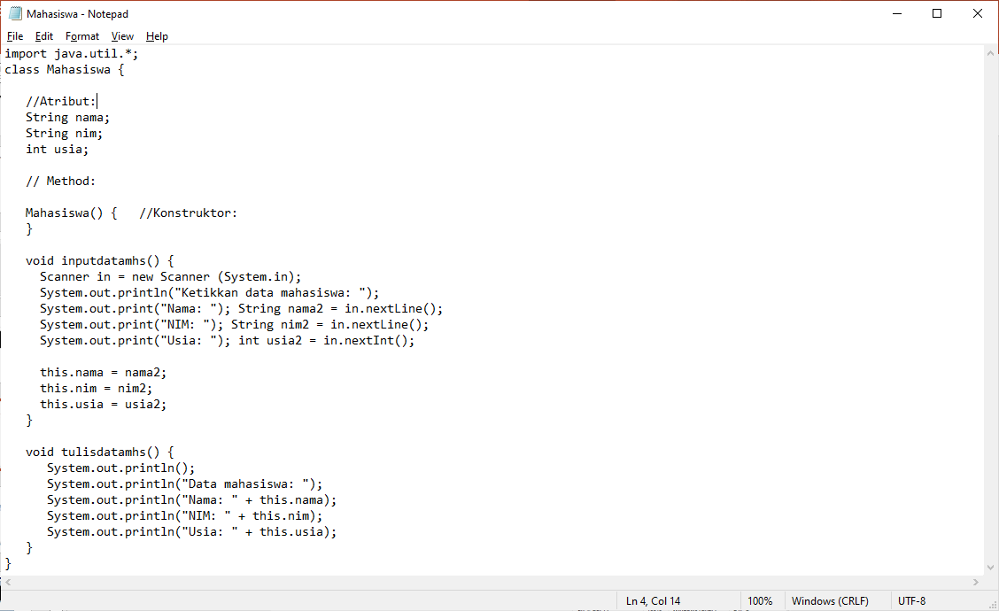 Mahasiswa - Notepad
File Edit Format View Help
import java.util.*;
class Mahasiswa {
//Atribut:
String nama;
String nim;
int usia;
// Method:
Mahasiswa() {   //Konstruktor:
}
void inputdatamhs() {
Scanner in = new Scanner (System.in);
System.out.println("Ketikkan data mahasiswa: ");
System.out.print("Nama: "); String nama2 = in.nextLine();
System.out.print("NIM: "); String nim2 = in.nextLine();
System.out.print("Usia: "); int usia2 = in.nextInt();
this.nama = nama2;
this.nim = nim2;
this.usia = usia2;
}
void tulisdatamhs() {
System.out.println();
System.out.println("Data mahasiswa: ");
System.out.println("Nama: " + this.nama);
System.out.println("NIM: " + this.nim);
System.out.println("Usia: " + this.usia);
}
}
Ln 4, Col 14 100% Windows (CRLF) UTF-8